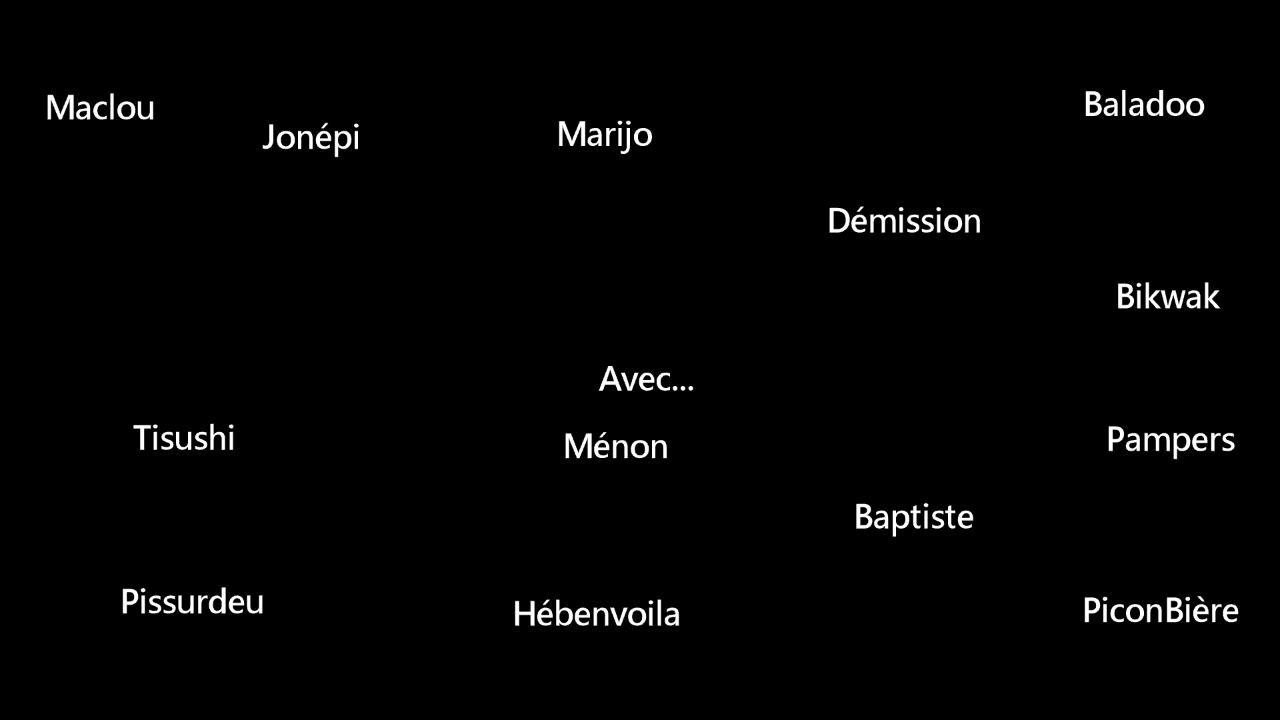 Maclou
Jonépi
Marijo
Baladoo
Démission
Bikwak
Avec...
Tisushi
Ménon
Pampers
Baptiste
Pissurdeu
Hébenvoila
PiconBière